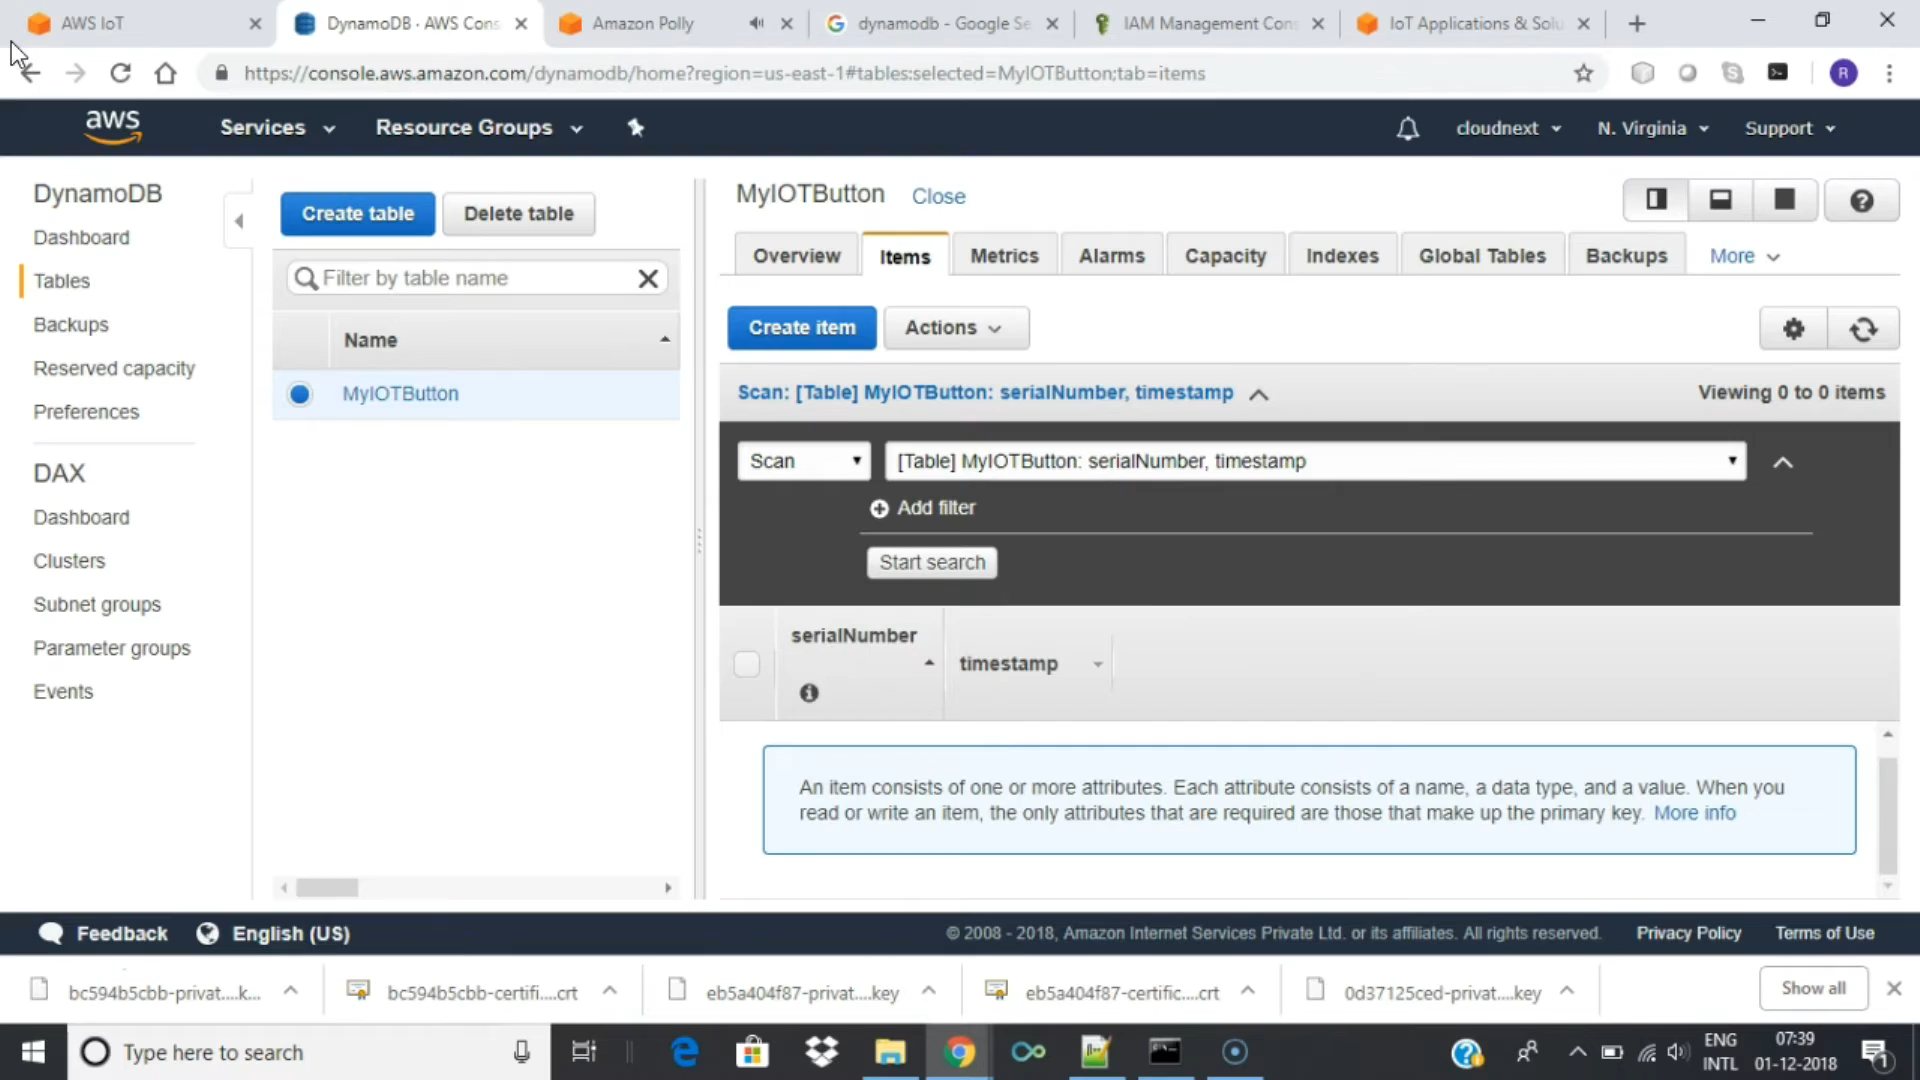 AWS IoT
DynamoDB · AWS Cons
Amazon Polly
dynamodb - Google Se
IAM Management Cons
IoT Applications & Solu
https://console.aws.amazon.com/dynamodb/home?region=us-east-1#tables:selected=MyIOTButton;tab=items
R
aws
Services
Resource Groups
cloudnext
N. Virginia
Support
DynamoDB
Dashboard
Tables
Backups
Reserved capacity
Preferences
DAX
Dashboard
Clusters
Subnet groups
Parameter groups
Events
Create table
Delete table
Filter by table name
Name
MyIOTButton
MyIOTButton
Close
Overview
Items
Metrics
Alarms
Capacity
Indexes
Global Tables
Backups
More
Create item
Actions
Scan: [Table] MyIOTButton: serialNumber, timestamp
Viewing 0 to 0 items
Scan
[Table] MyIOTButton: serialNumber, timestamp
Add filter
Start search
serialNumber
timestamp
An item consists of one or more attributes. Each attribute consists of a name, a data type, and a value. When you
read or write an item, the only attributes that are required are those that make up the primary key. More info
Feedback
English (US)
© 2008 - 2018, Amazon Internet Services Private Ltd. or its affiliates. All rights reserved.
Privacy Policy
Terms of Use
bc594b5cbb-privat....k...
bc594b5cbb-certifi....crt
eb5a404f87-privat....key
eb5a404f87-certific....crt
0d37125ced-privat....key
Show all
Type here to search
ENG
INTL
07:39
01-12-2018
1